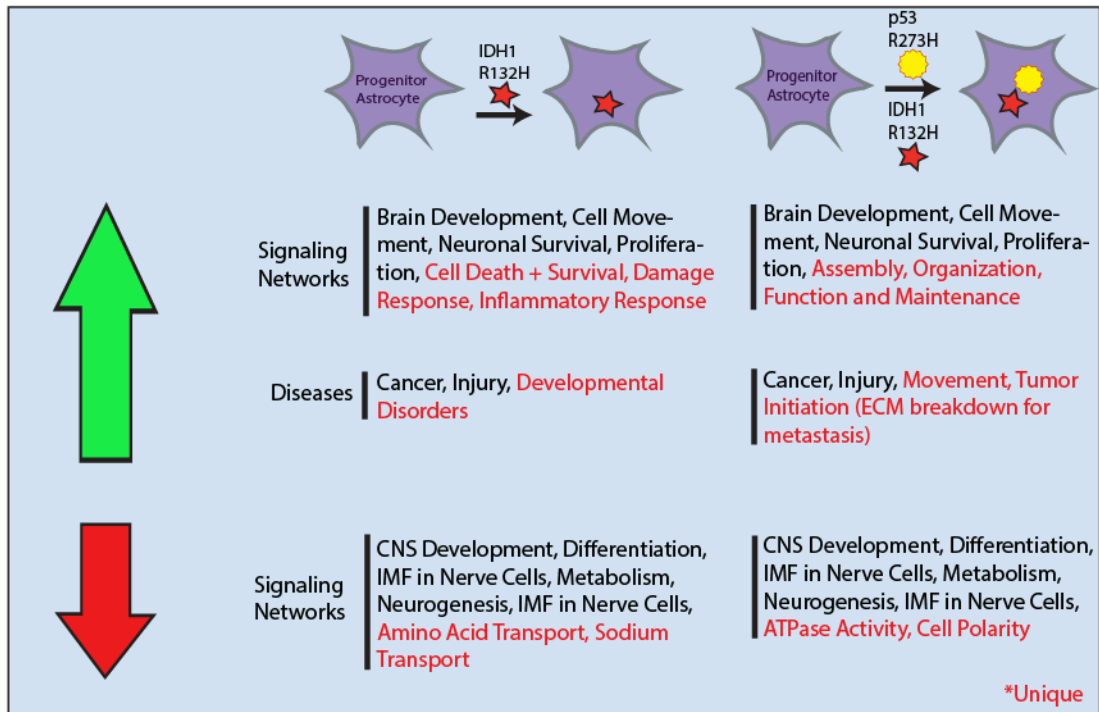 Progenitor
Astrocyte
IDH1
R132H
Progenitor
Astrocyte
p53
R273H
IDH1
R132H
Signaling
Networks
Brain Development, Cell Move-
ment, Neuronal Survival, Prolifera-
tion, Cell Death + Survival, Damage
Response, Inflammatory Response
Brain Development, Cell Move-
ment, Neuronal Survival, Prolifera-
tion, Assembly, Organization,
Function and Maintenance
Diseases
Cancer, Injury, Developmental
Disorders
Cancer, Injury, Movement, Tumor
Initiation (ECM breakdown for
metastasis)
Signaling
Networks
CNS Development, Differentiation,
IMF in Nerve Cells, Metabolism,
Neurogenesis, IMF in Nerve Cells,
Amino Acid Transport, Sodium
Transport
CNS Development, Differentiation,
IMF in Nerve Cells, Metabolism,
Neurogenesis, IMF in Nerve Cells,
ATPase Activity, Cell Polarity
*Unique